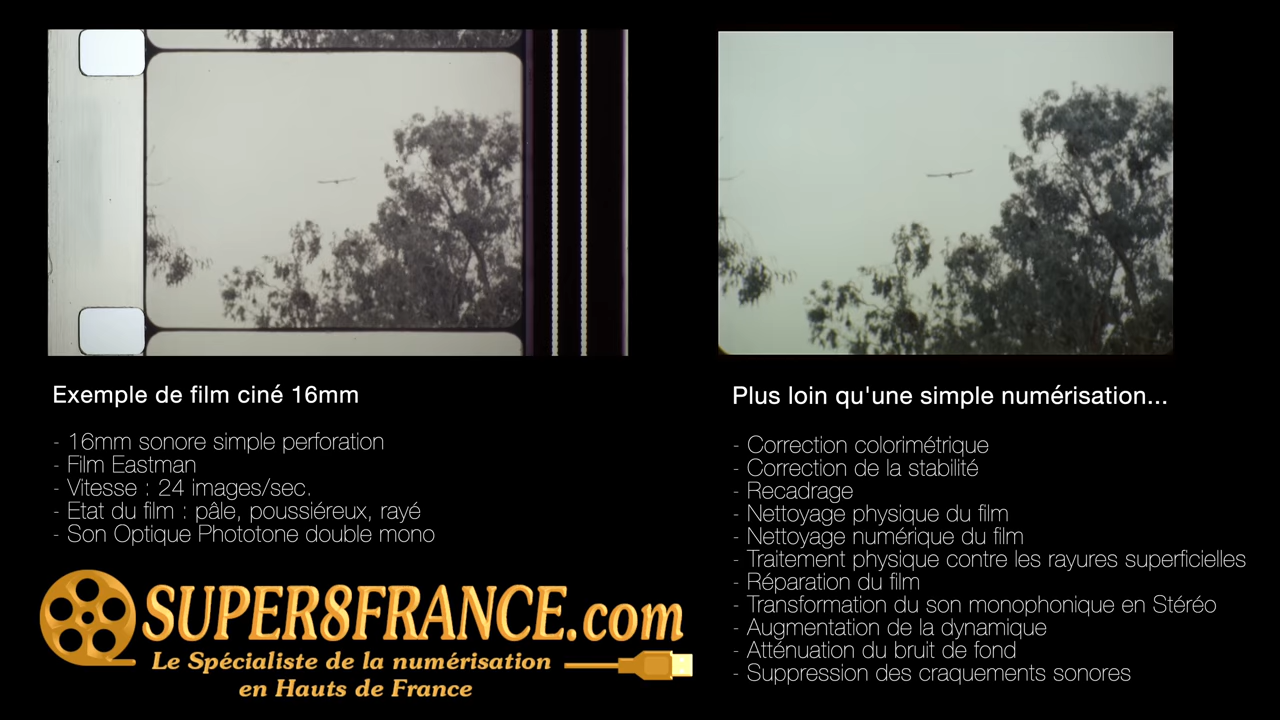 Exemple de film ciné 16mm
- 16mm sonore simple perforation
- Film Eastman
- Vitesse : 24 images/sec.
- Etat du film : pâle, poussiéreux, rayé
- Son Optique Phototone double mono
SUPER8FRANCE.com
Le Spécialiste de la numérisation
en Hauts de France
Plus loin qu'une simple numérisation...
- Correction colorimétrique
- Correction de la stabilité
- Recadrage
- Nettoyage physique du film
- Nettoyage numérique du film
- Traitement physique contre les rayures superficielles
- Réparation du film
- Transformation du son monophonique en Stéréo
- Augmentation de la dynamique
- Atténuation du bruit de fond
- Suppression des craquements sonores